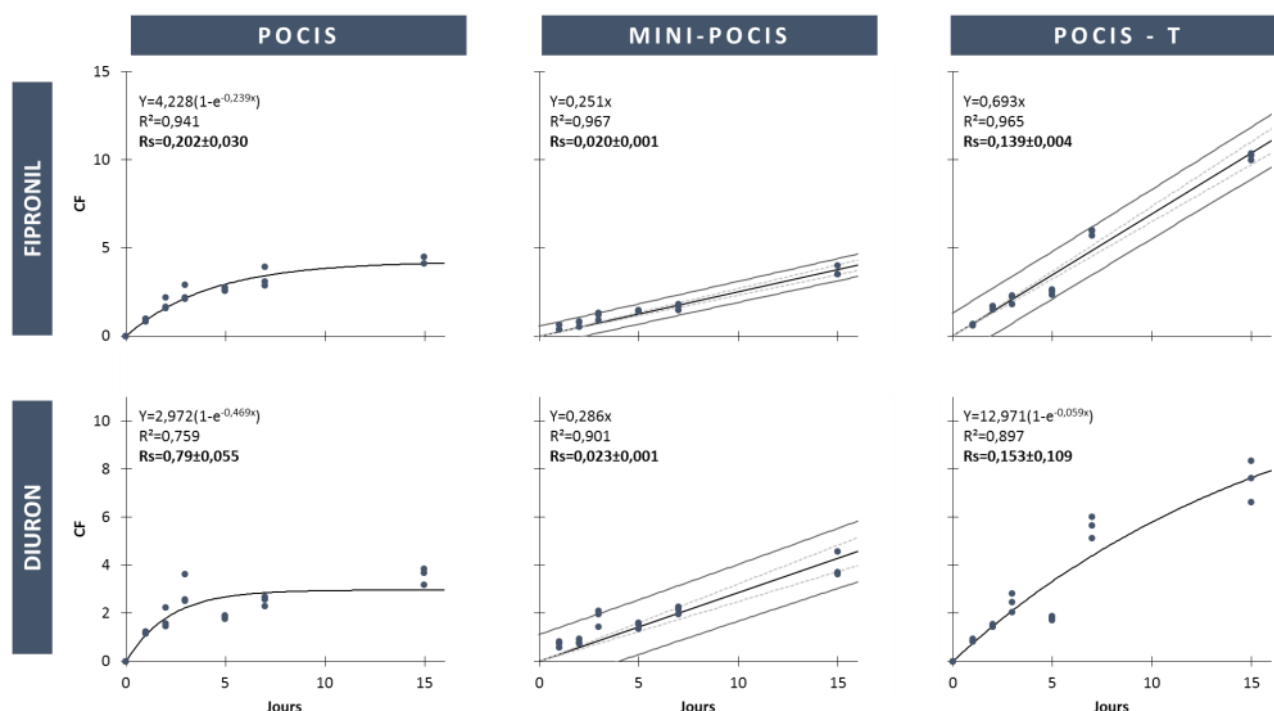 POCIS
MINI-POCIS
POCIS - T
FIPRONIL
CF
15
10
5
0
Y=4,228(1-e^-0,239x)
R²=0,941
Rs=0,202±0,030
Y=0,251x
R²=0,967
Rs=0,020±0,001
Y=0,693x
R²=0,965
Rs=0,139±0,004
DIURON
CF
10
8
6
4
2
0
Y=2,972(1-e^-0,469x)
R²=0,759
Rs=0,79±0,055
Y=0,286x
R²=0,901
Rs=0,023±0,001
Y=12,971(1-e^-0,059x)
R²=0,897
Rs=0,153±0,109
0 5 10 15
0 5 10 15
0 5 10 15
Jours
Jours
Jours